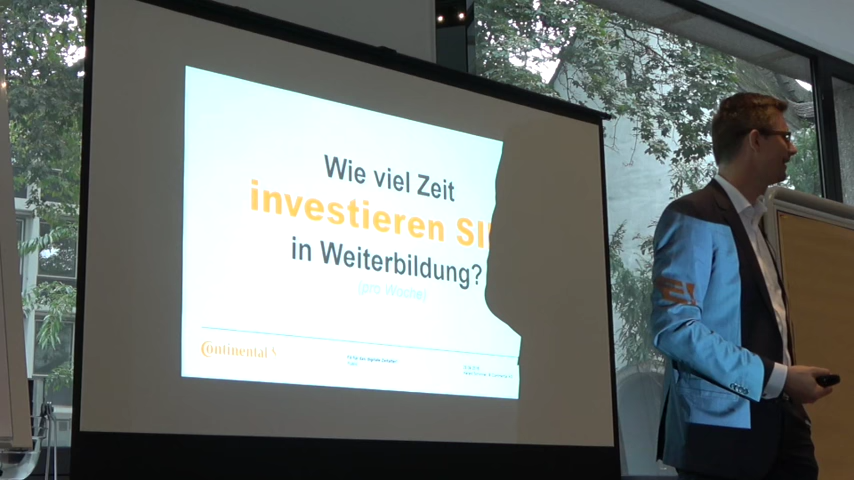 Wie viel Zeit
investieren SI
in Weiterbildung?
(pro Woche)
Continental